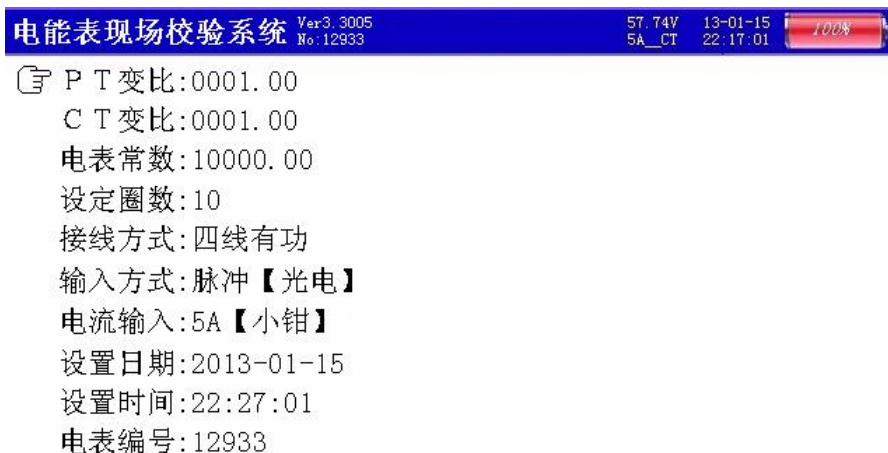 电能表现场校验系统 Ver3.3005 57.74V 13-01-15 100%
No:12933 5A__CT 22:17:01
ＰＴ变比:0001.00
ＣＴ变比:0001.00
电表常数:10000.00
设定圈数:10
接线方式:四线有功
输入方式:脉冲【光电】
电流输入:5A【小钳】
设置日期:2013-01-15
设置时间:22:27:01
电表编号:12933